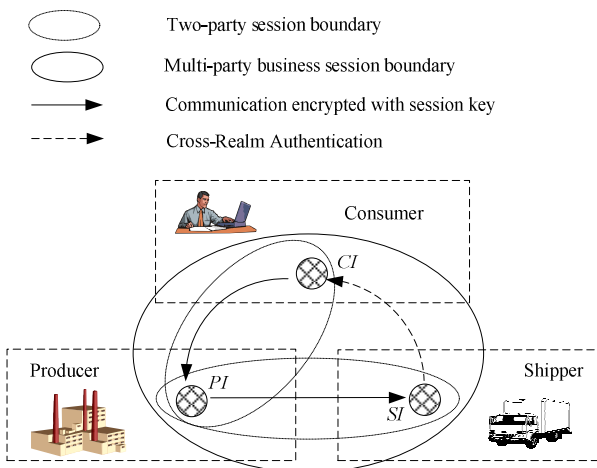 Two-party session boundary
Multi-party business session boundary
Communication encrypted with session key
Cross-Realm Authentication
Consumer
CI
Producer
PI
Shipper
SI